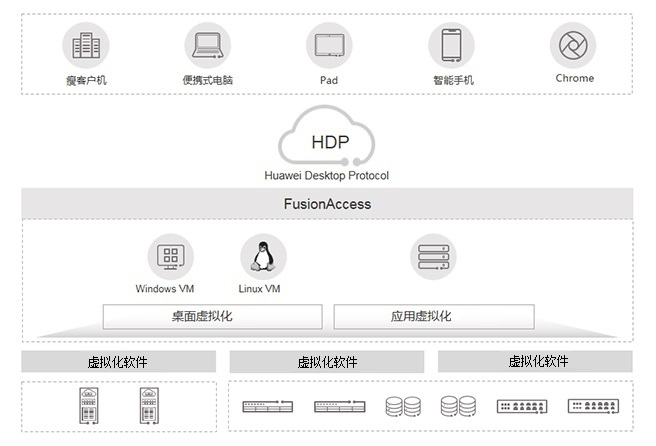 瘦客户机 便携式电脑 Pad 智能手机 Chrome
HDP
Huawei Desktop Protocol
FusionAccess
Windows VM Linux VM
桌面虚拟化 应用虚拟化
虚拟化软件 虚拟化软件 虚拟化软件